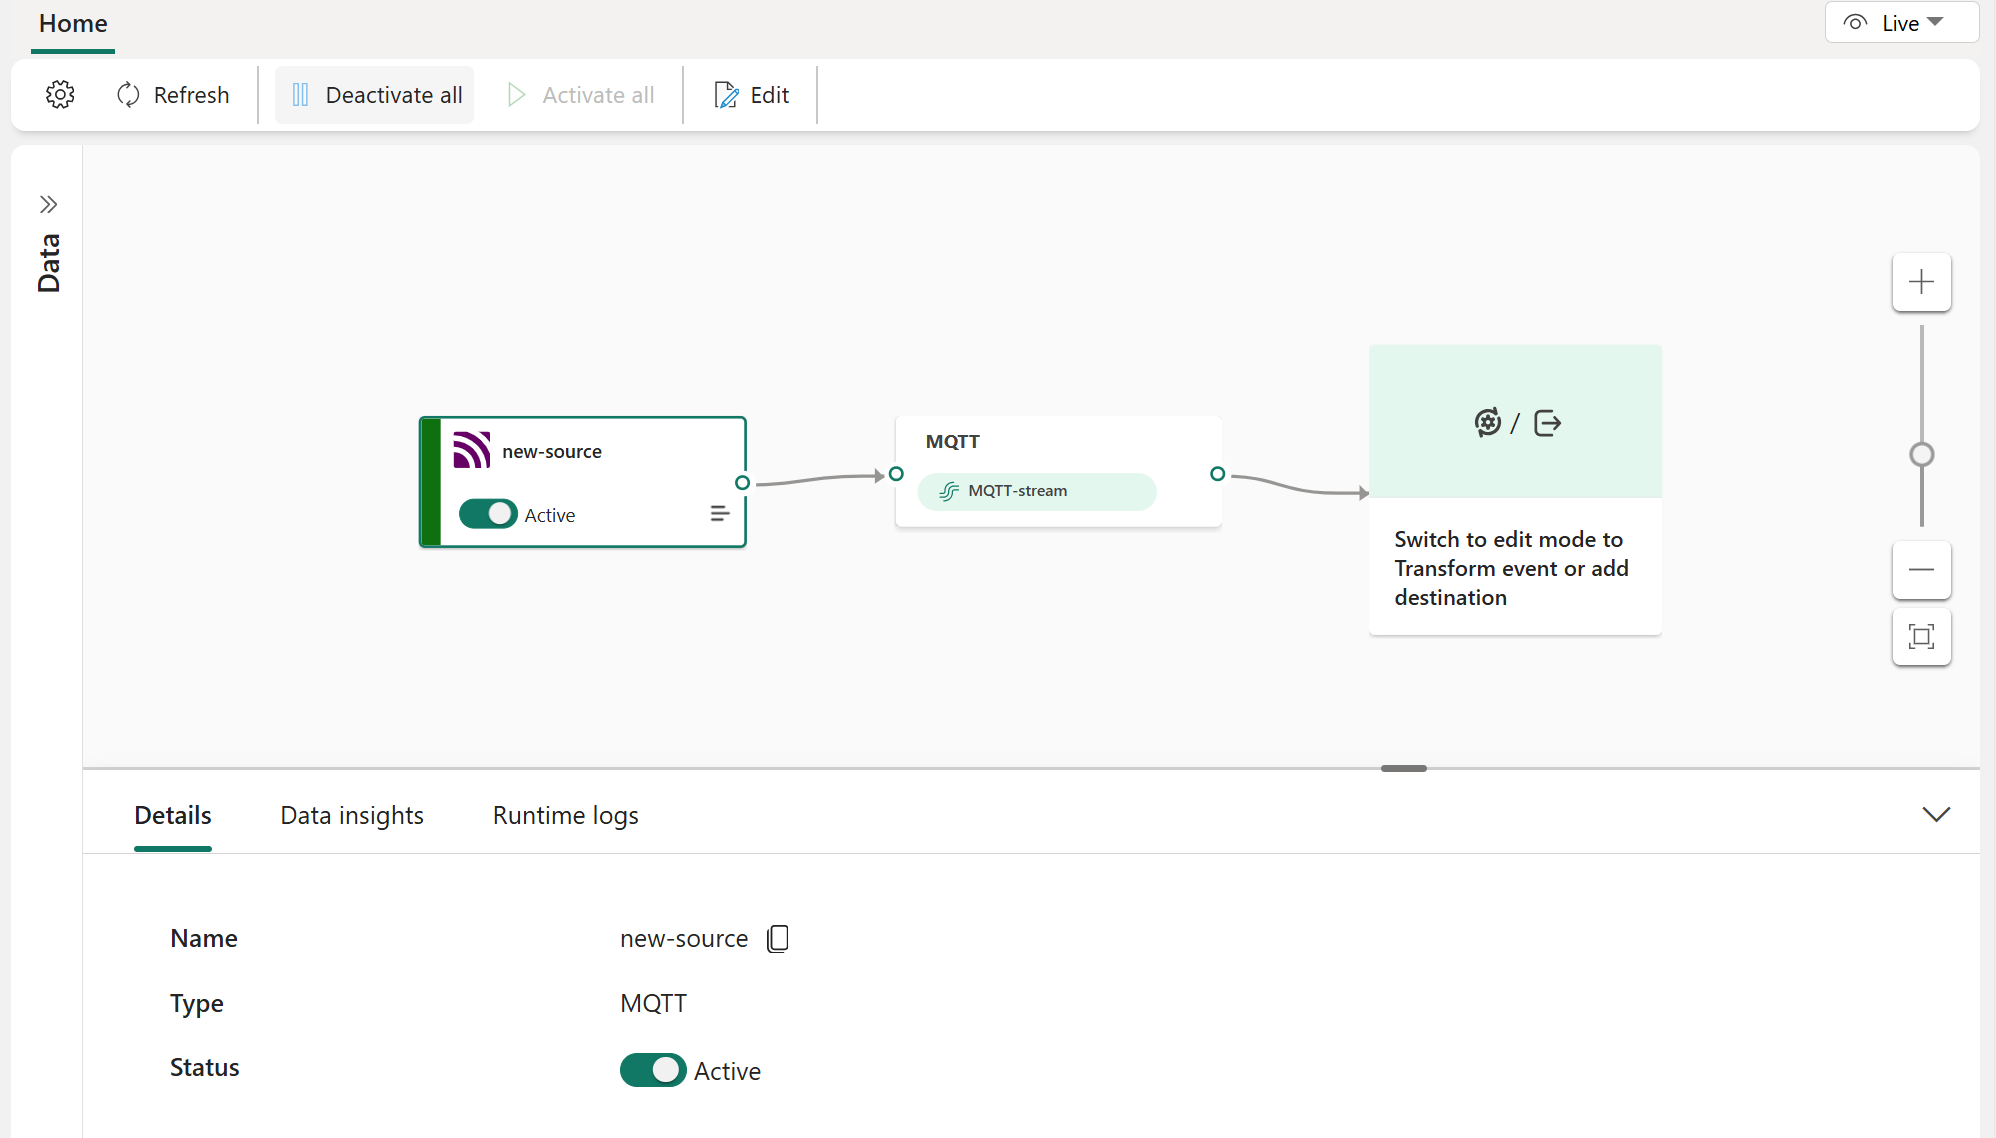 Home
Live
Refresh
Deactivate all
Activate all
Edit
Data
new-source
Active
MQTT
MQTT-stream
/
Switch to edit mode to
Transform event or add
destination
Details
Data insights
Runtime logs
Name
new-source
Type
MQTT
Status
Active